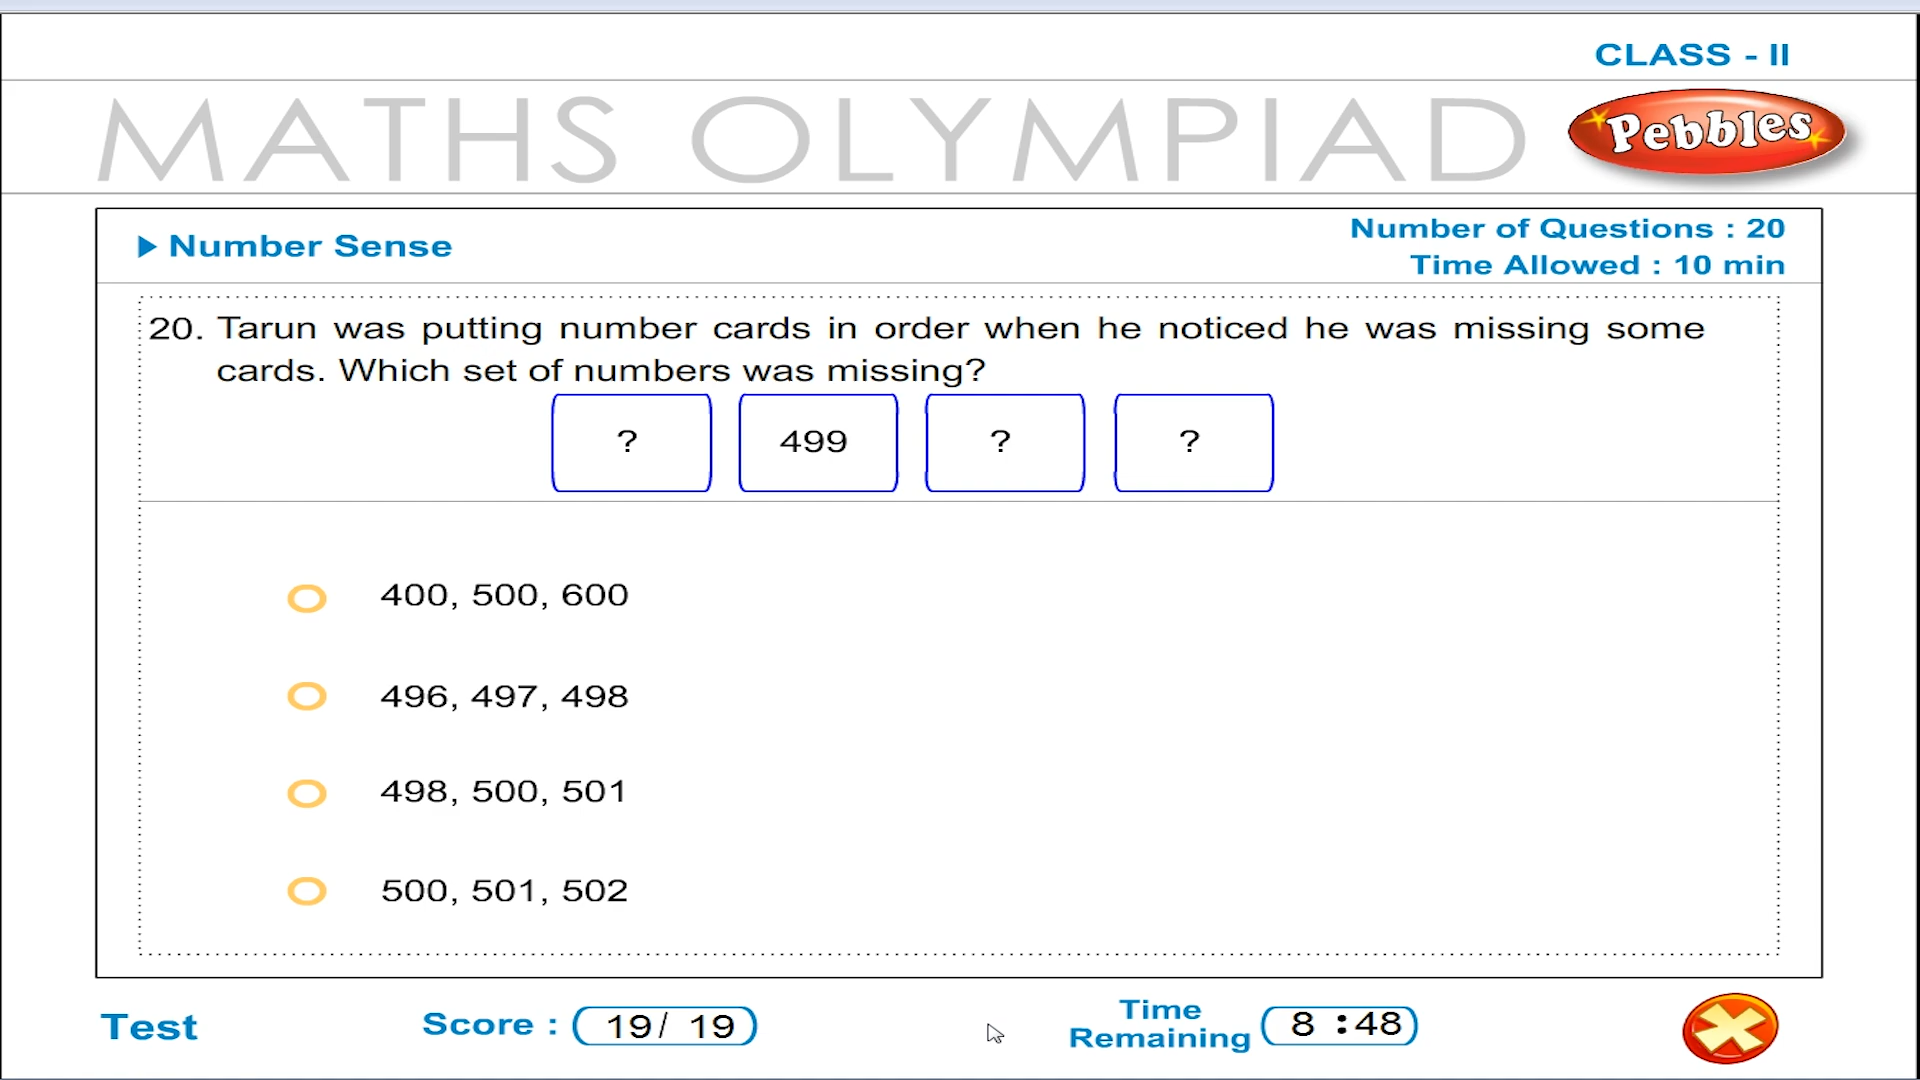 CLASS - II
MATHS OLYMPIAD
Pebbles
Number Sense
Number of Questions : 20
Time Allowed : 10 min
20. Tarun was putting number cards in order when he noticed he was missing some
cards. Which set of numbers was missing?
? 499 ? ?
400, 500, 600
496, 497, 498
498, 500, 501
500, 501, 502
Test
Score : 19/ 19
Time
Remaining 8 :48